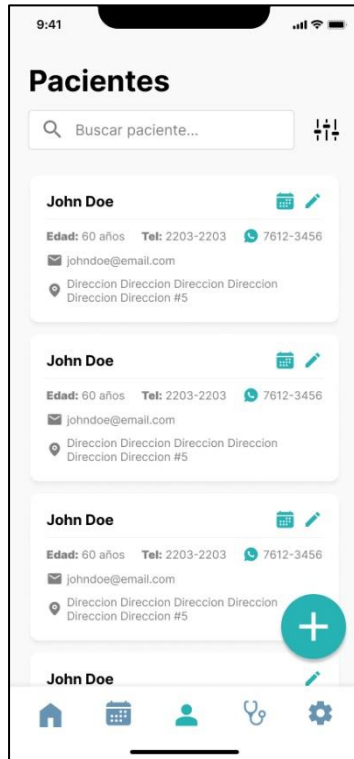 9:41
Pacientes
Buscar paciente...
John Doe
Edad: 60 años Tel: 2203-2203 7612-3456
johndoe@email.com
Direccion Direccion Direccion Direccion
Direccion Direccion #5
John Doe
Edad: 60 años Tel: 2203-2203 7612-3456
johndoe@email.com
Direccion Direccion Direccion Direccion
Direccion Direccion #5
John Doe
Edad: 60 años Tel: 2203-2203 7612-3456
johndoe@email.com
Direccion Direccion Direccion Direccion
Direccion Direccion #5
John Doe